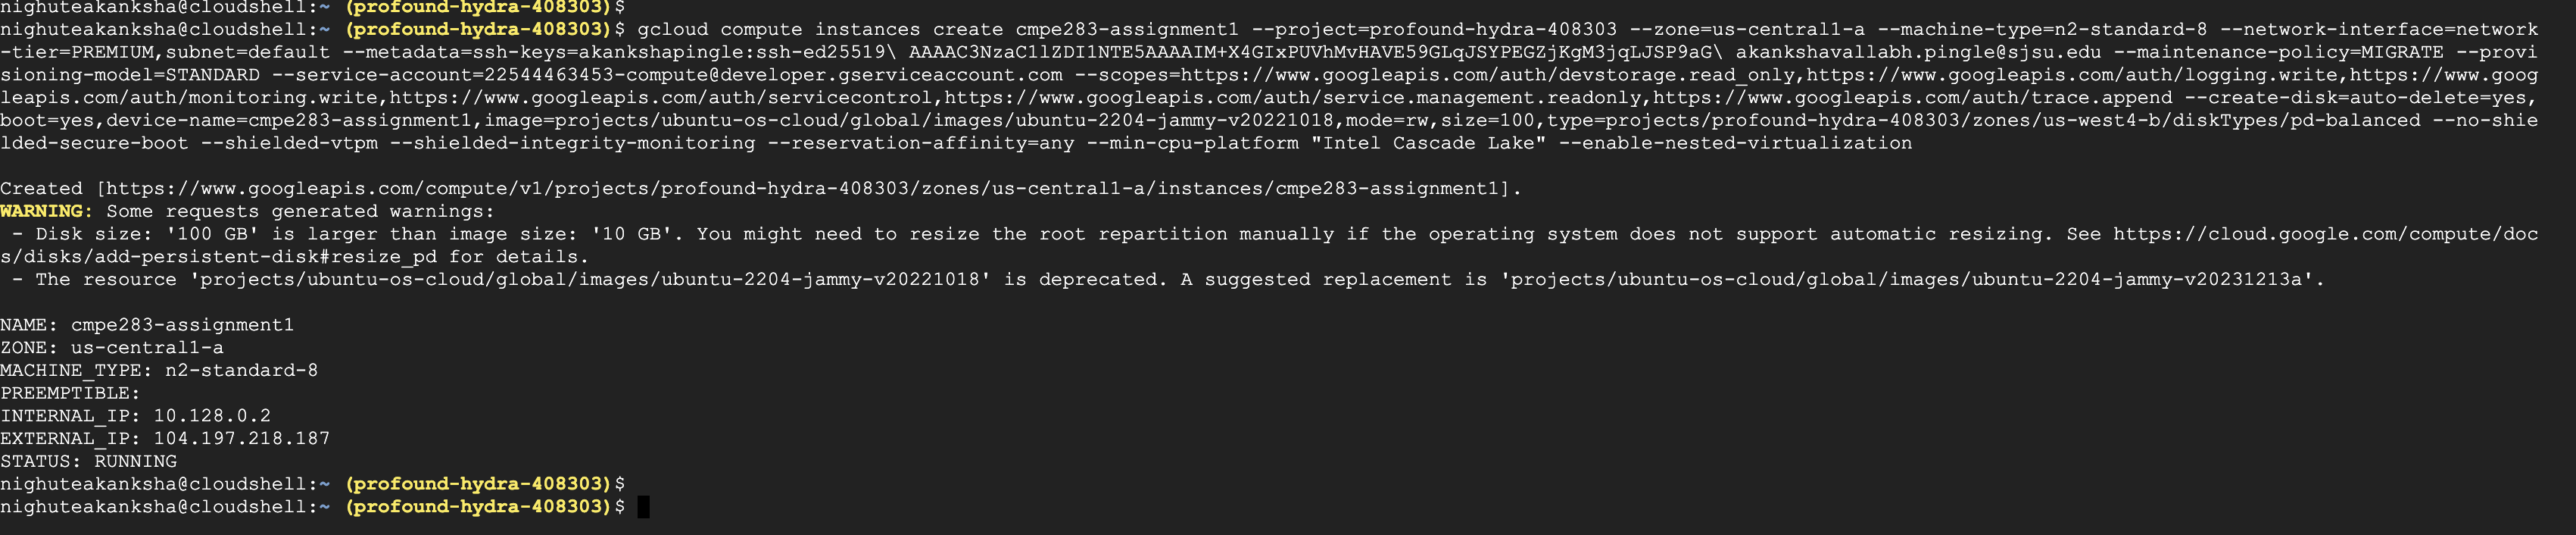 nighuteakanksha@cloudshell:~ (profound-hydra-408303)$
nighuteakanksha@cloudshell:~ (profound-hydra-408303)$ gcloud compute instances create cmpe283-assignment1 --project=profound-hydra-408303 --zone=us-central1-a --machine-type=n2-standard-8 --network-interface=network
-tier=PREMIUM,subnet=default --metadata=ssh-keys=akankshapingle:ssh-ed25519\ AAAAC3NzaC1lZDI1NTE5AAAAIM+X4GIxPUVhMvHAVE59GLqJSYPEGZjKgM3jqLJSP9aG\ akankshavallabh.pingle@sjsu.edu --maintenance-policy=MIGRATE --provi
sioning-model=STANDARD --service-account=22544463453-compute@developer.gserviceaccount.com --scopes=https://www.googleapis.com/auth/devstorage.read_only,https://www.googleapis.com/auth/logging.write,https://www.goog
leapis.com/auth/monitoring.write,https://www.googleapis.com/auth/servicecontrol,https://www.googleapis.com/auth/service.management.readonly,https://www.googleapis.com/auth/trace.append --create-disk=auto-delete=yes,
boot=yes,device-name=cmpe283-assignment1,image=projects/ubuntu-os-cloud/global/images/ubuntu-2204-jammy-v20221018,mode=rw,size=100,type=projects/profound-hydra-408303/zones/us-west4-b/diskTypes/pd-balanced --no-shie
lded-secure-boot --shielded-vtpm --shielded-integrity-monitoring --reservation-affinity=any --min-cpu-platform "Intel Cascade Lake" --enable-nested-virtualization
Created [https://www.googleapis.com/compute/v1/projects/profound-hydra-408303/zones/us-central1-a/instances/cmpe283-assignment1].
WARNING: Some requests generated warnings:
 - Disk size: '100 GB' is larger than image size: '10 GB'. You might need to resize the root repartition manually if the operating system does not support automatic resizing. See https://cloud.google.com/compute/doc
s/disks/add-persistent-disk#resize_pd for details.
 - The resource 'projects/ubuntu-os-cloud/global/images/ubuntu-2204-jammy-v20221018' is deprecated. A suggested replacement is 'projects/ubuntu-os-cloud/global/images/ubuntu-2204-jammy-v20231213a'.
NAME: cmpe283-assignment1
ZONE: us-central1-a
MACHINE_TYPE: n2-standard-8
PREEMPTIBLE:
INTERNAL_IP: 10.128.0.2
EXTERNAL_IP: 104.197.218.187
STATUS: RUNNING
nighuteakanksha@cloudshell:~ (profound-hydra-408303)$
nighuteakanksha@cloudshell:~ (profound-hydra-408303)$